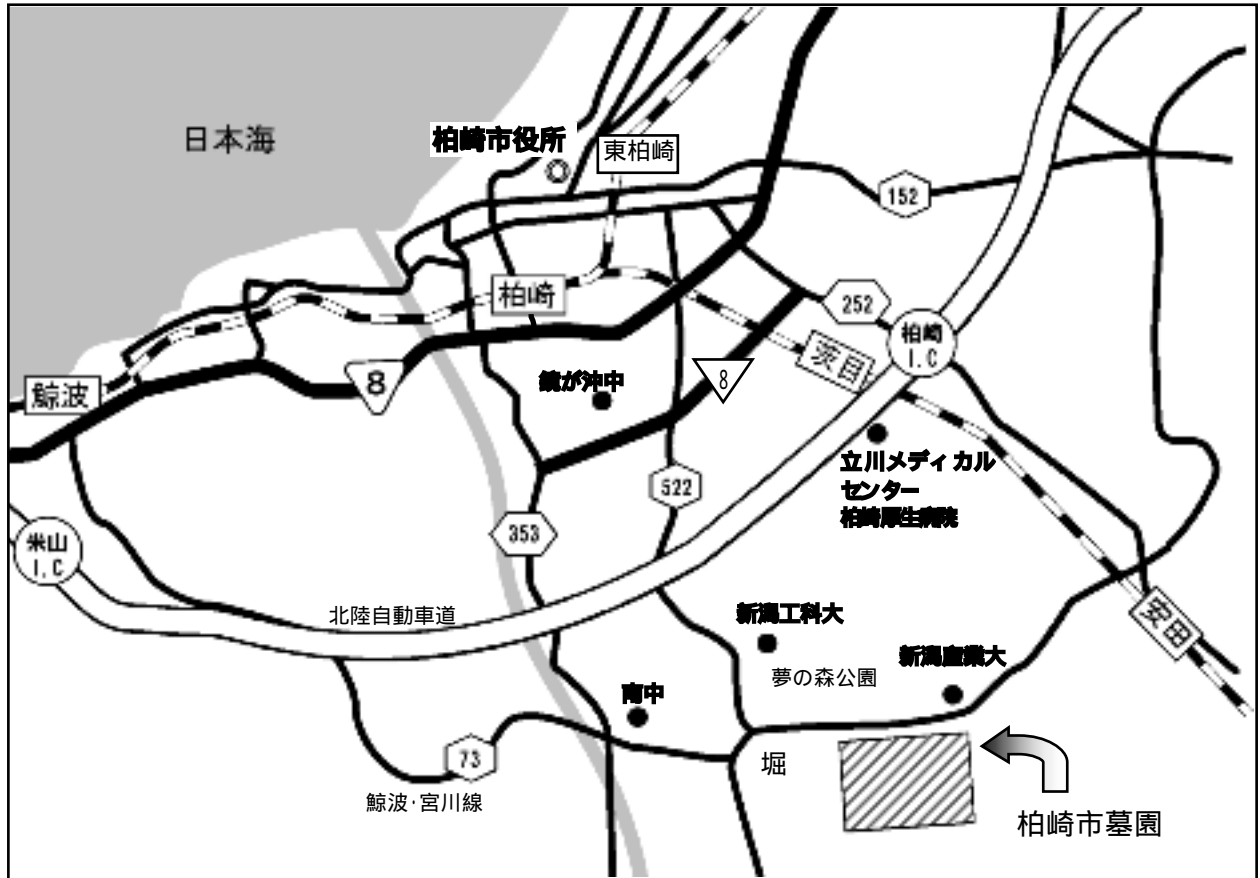 日本海
柏崎市役所
東柏崎
152
柏崎
252
柏崎
I.C
茨目
鯨波
8
鏡が沖中
8
立川メディカル
センター
柏崎厚生病院
522
353
米山
I.C
北陸自動車道
新潟工科大
安田
新潟産業大
夢の森公園
南中
73
堀
鯨波・宮川線
柏崎市墓園